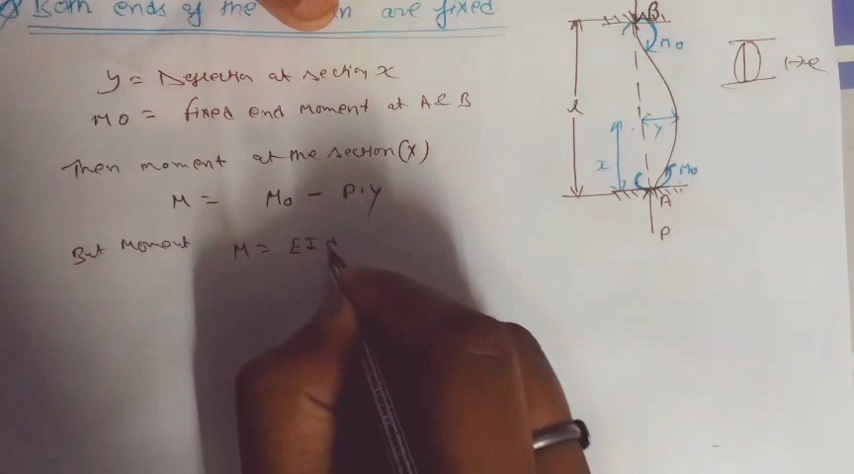 Both ends of the n are fixed
y = Deflection at section x
Mo = fixed end Moment at A & B
Then moment at the section(x)
M = Mo - P.y
But Moment M = EI
B
Mo
l
y
x
Mo
A
P